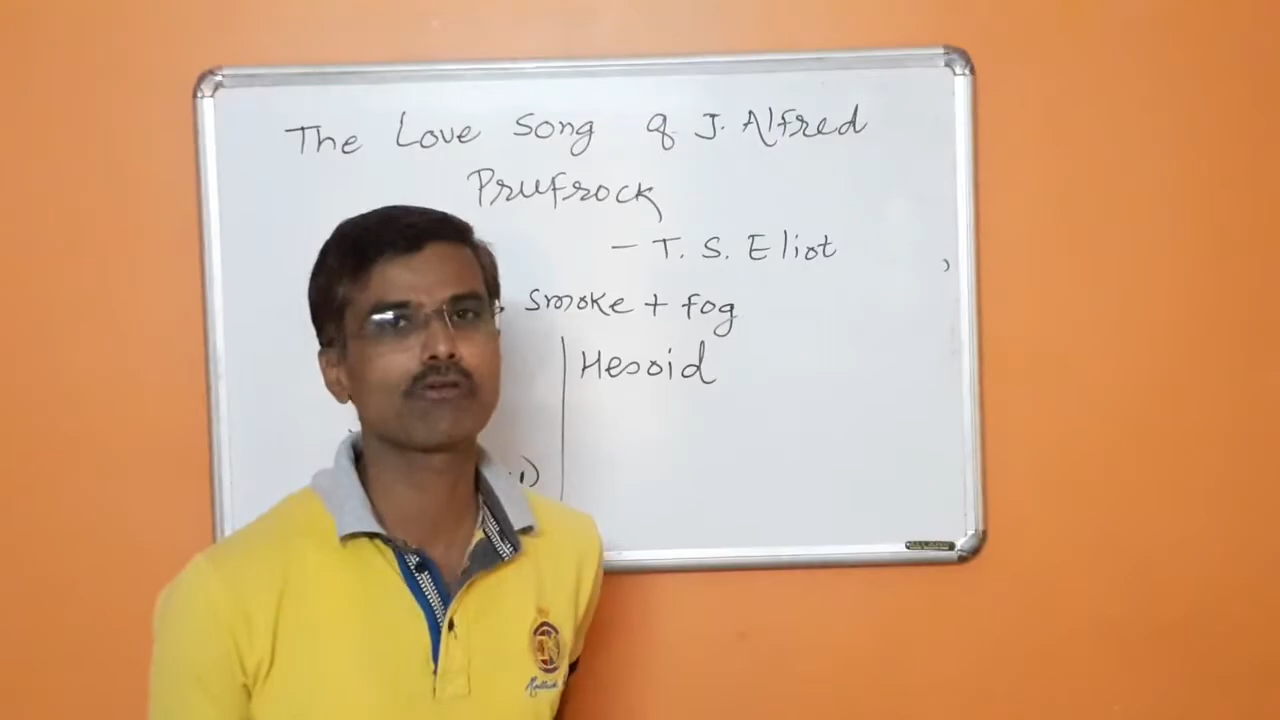 The Love Song of J. Alfred
Prufrock
- T. S. Eliot
smoke + fog
Hesoid